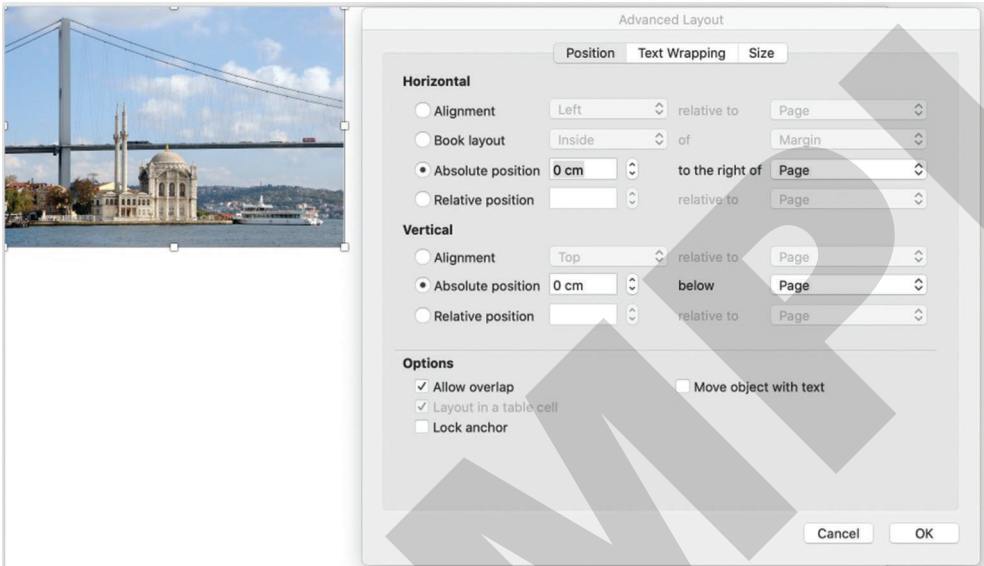 Advanced Layout
Position Text Wrapping Size
Horizontal
Alignment Left relative to Page
Book layout Inside of Margin
Absolute position 0 cm to the right of Page
Relative position relative to Page
Vertical
Alignment Top relative to Page
Absolute position 0 cm below Page
Relative position relative to Page
Options
Allow overlap Move object with text
Layout in a table cell
Lock anchor
Cancel OK